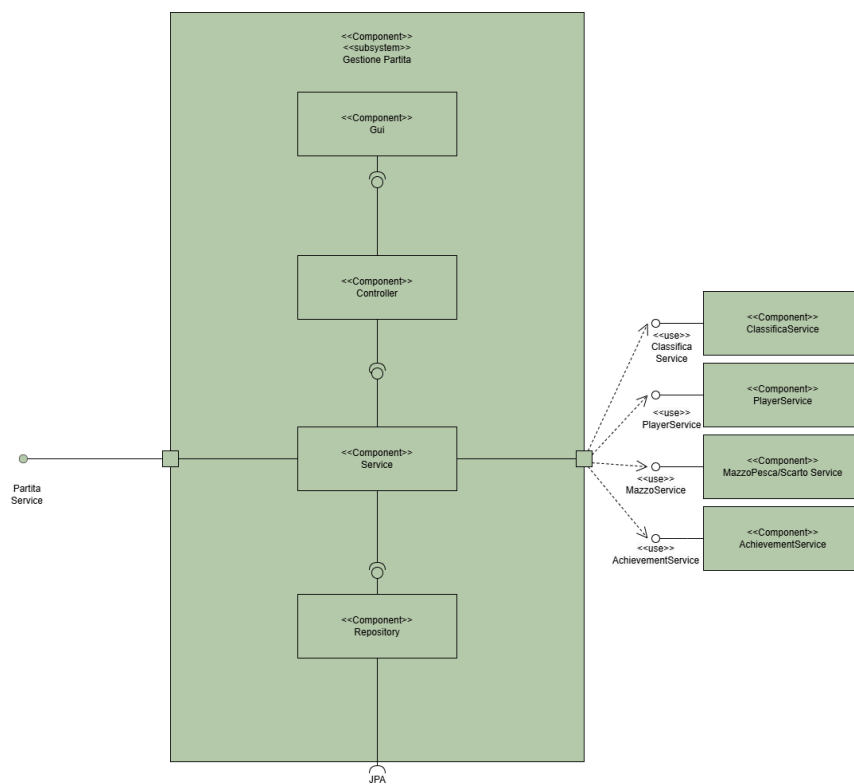 <<Component>>
<<subsystem>>
Gestione Partita
<<Component>>
Gui
<<Component>>
Controller
<<Component>>
ClassificaService
<<use>>
Classifica
Service
<<Component>>
PlayerService
<<use>>
PlayerService
<<Component>>
Service
<<Component>>
MazzoPesca/Scarto Service
<<use>>
MazzoService
Partita
Service
<<Component>>
AchievementService
<<use>>
AchievementService
<<Component>>
Repository
JPA